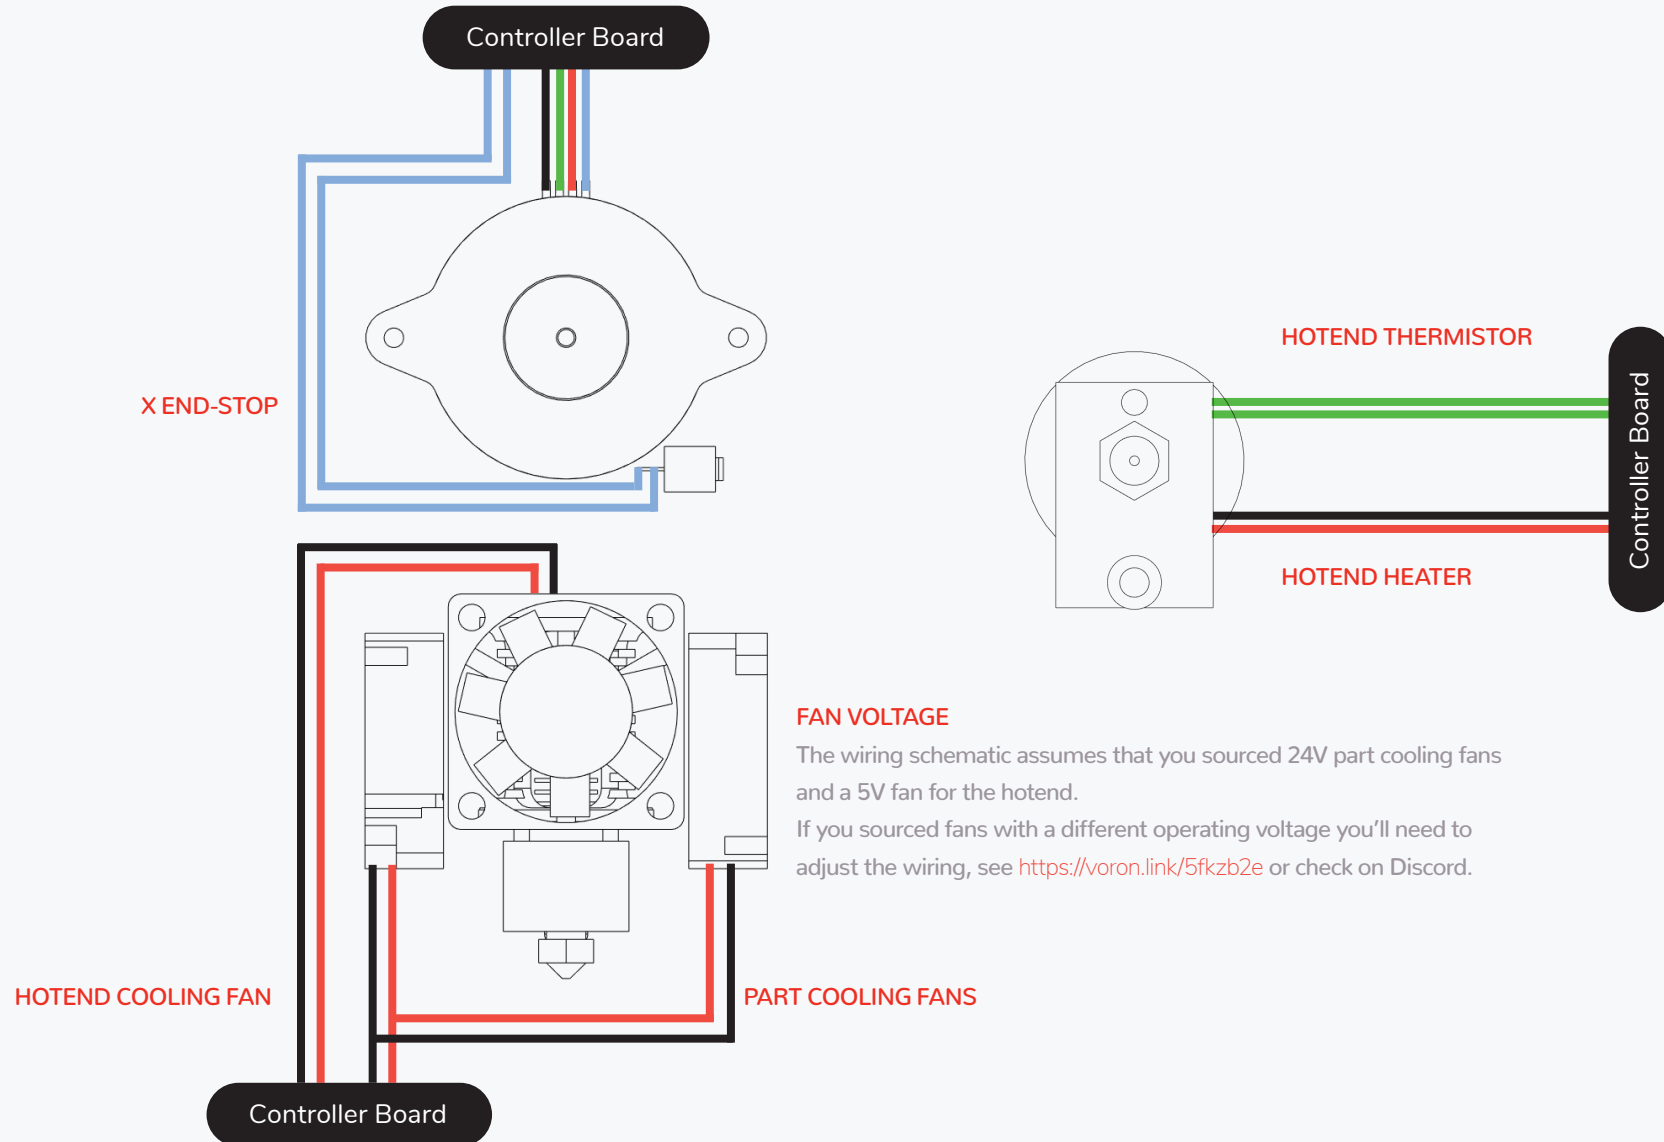 Controller Board
HOTEND THERMISTOR
Controller Board
X END-STOP
HOTEND HEATER
FAN VOLTAGE
The wiring schematic assumes that you sourced 24V part cooling fans
and a 5V fan for the hotend.
If you sourced fans with a different operating voltage you’ll need to
adjust the wiring, see https://voron.link/5fkzb2e or check on Discord.
HOTEND COOLING FAN
PART COOLING FANS
Controller Board